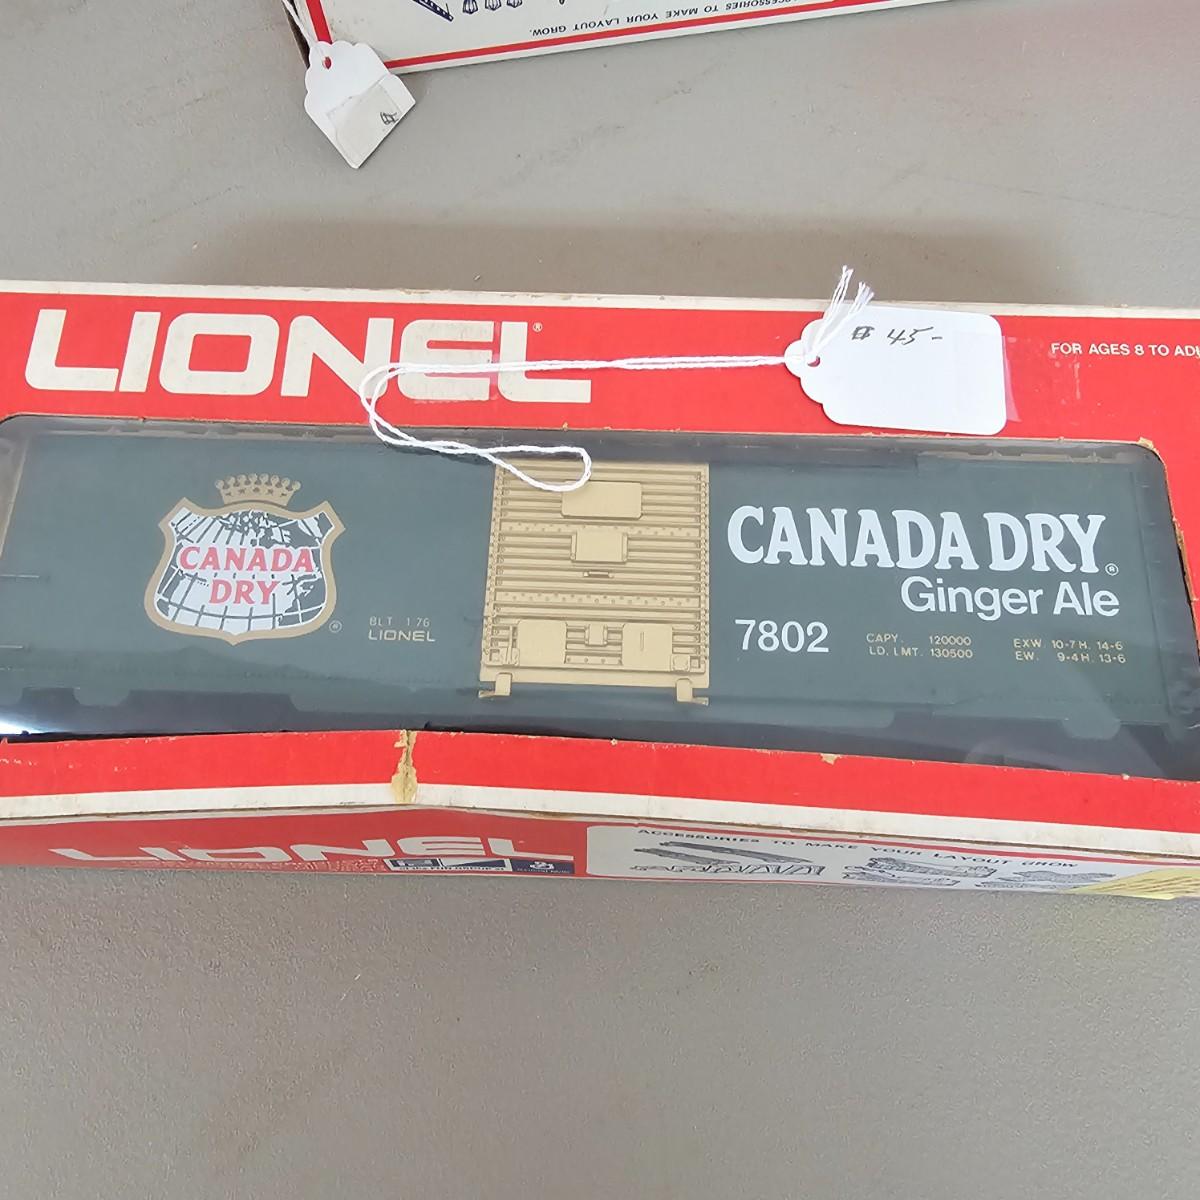 ACCESSORIES TO MAKE YOUR LAYOUT GROW.
LIONEL®
$ 45-
FOR AGES 8 TO
CANADA
DRY
®
BLT 1 76
LIONEL
CANADA DRY®
Ginger Ale
7802
CAPY. 120000
LD. LMT. 130500
EXW. 10-7 H. 14-6
EW. 9-4 H. 13-6
LIONEL
ACCESSORIES TO MAKE YOUR LAYOUT GROW